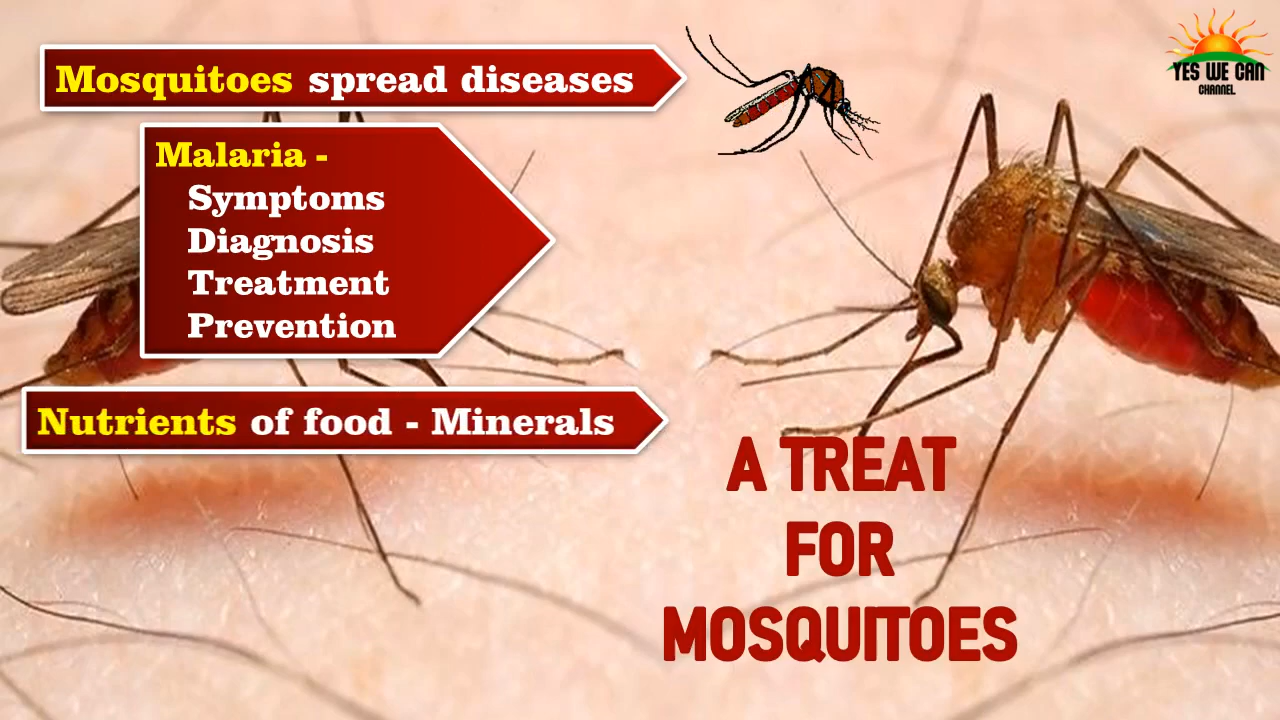 Mosquitoes spread diseases
YES WE CAN
CHANNEL
Malaria -
Symptoms
Diagnosis
Treatment
Prevention
Nutrients of food - Minerals
A TREAT
FOR
MOSQUITOES